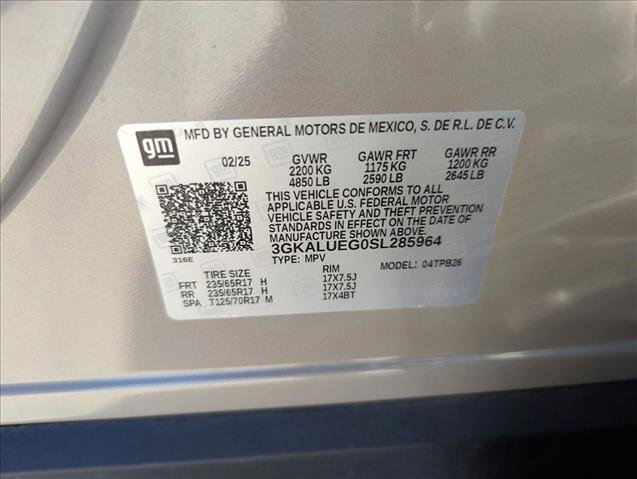 gm
MFD BY GENERAL MOTORS DE MEXICO, S. DE R.L. DE C.V.
02/25 GVWR GAWR FRT GAWR RR
2200 KG 1175 KG 1200 KG
4850 LB 2590 LB 2645 LB
THIS VEHICLE CONFORMS TO ALL
APPLICABLE U.S. FEDERAL MOTOR
VEHICLE SAFETY AND THEFT PREVENTION
STANDARDS IN EFFECT ON THE DATE OF
MANUFACTURE SHOWN ABOVE.
3GKALUEG0SL285964
316E
TYPE: MPV MODEL: 04TPB26
TIRE SIZE RIM
FRT 235/65R17 H 17X7.5J
RR 235/65R17 H 17X7.5J
SPA T125/70R17 M 17X4BT